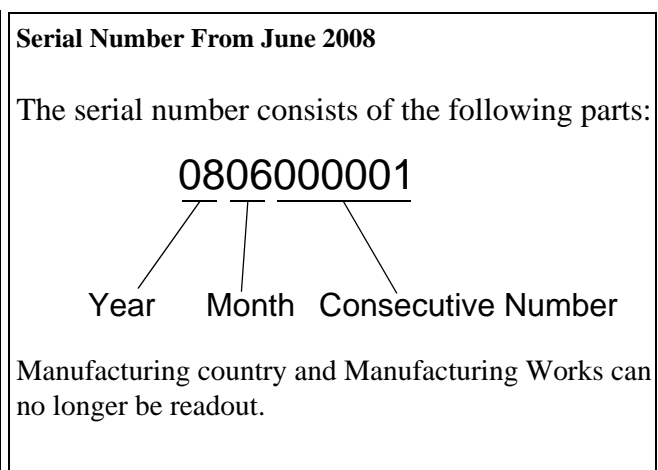 Serial Number From June 2008
The serial number consists of the following parts:
0806000001
Year Month Consecutive Number
Manufacturing country and Manufacturing Works can
no longer be readout.